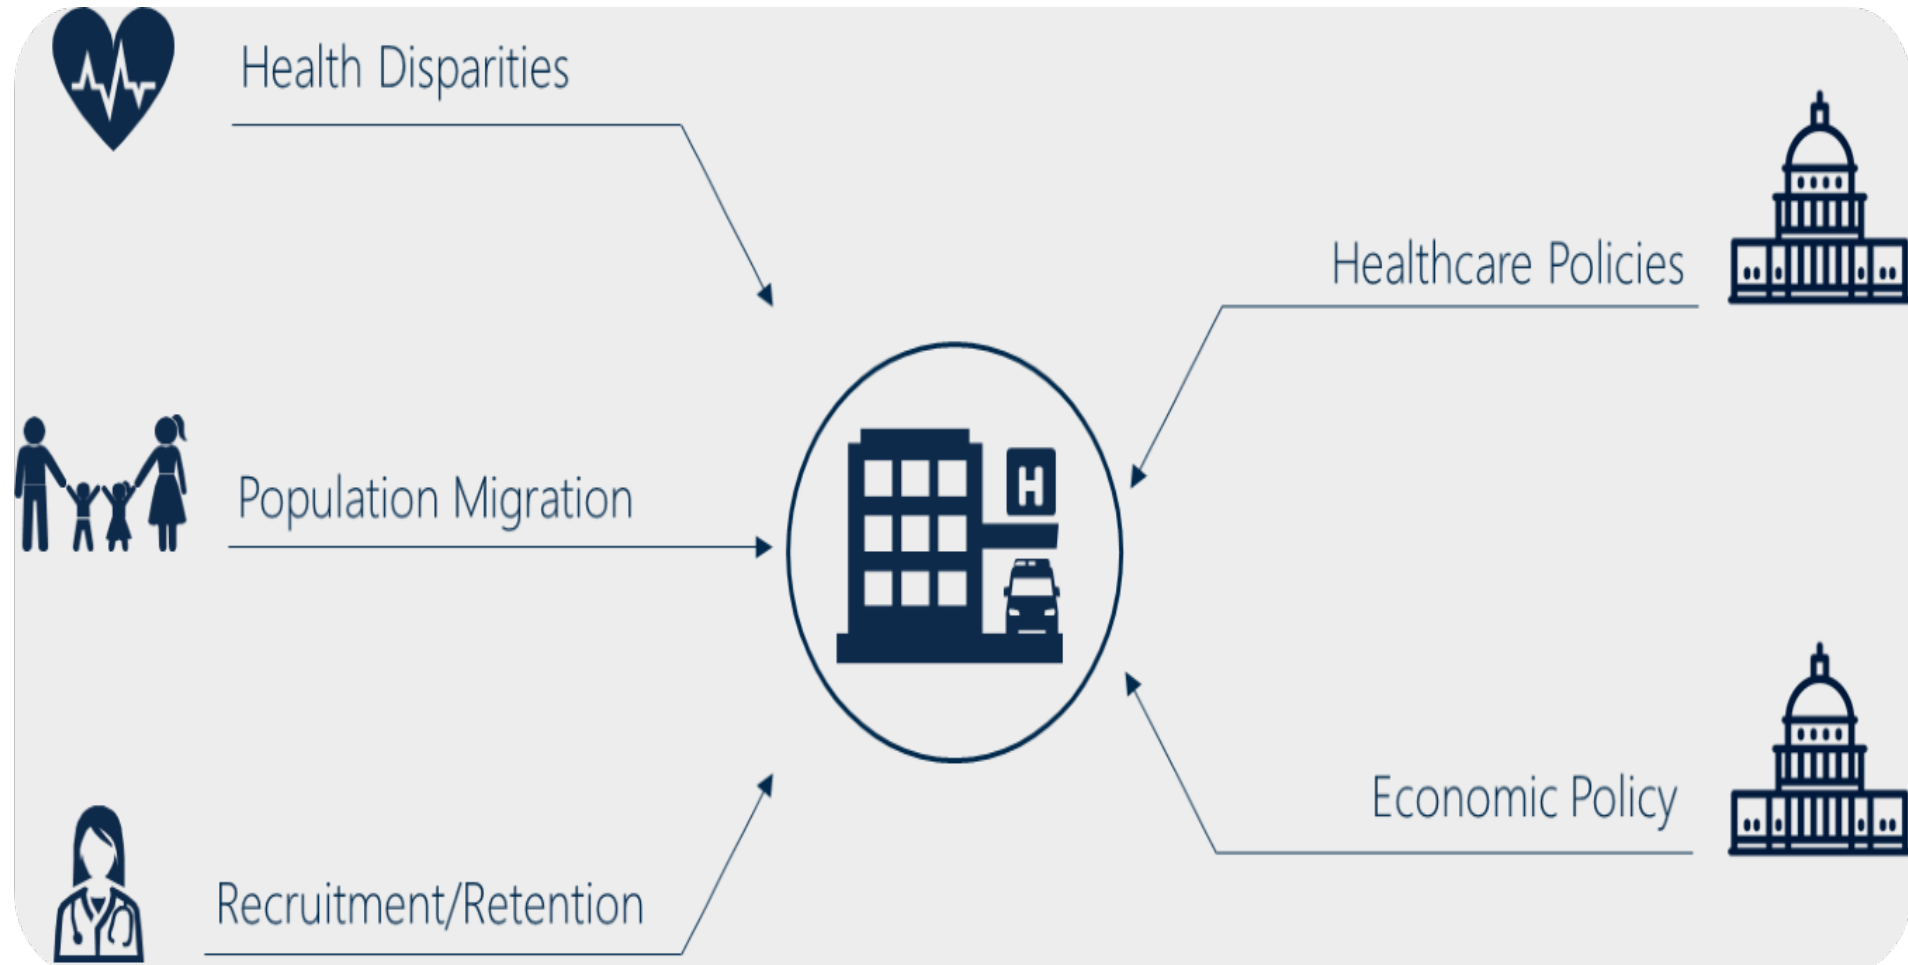 Health Disparities
Healthcare Policies
Population Migration
H
Economic Policy
Recruitment/Retention